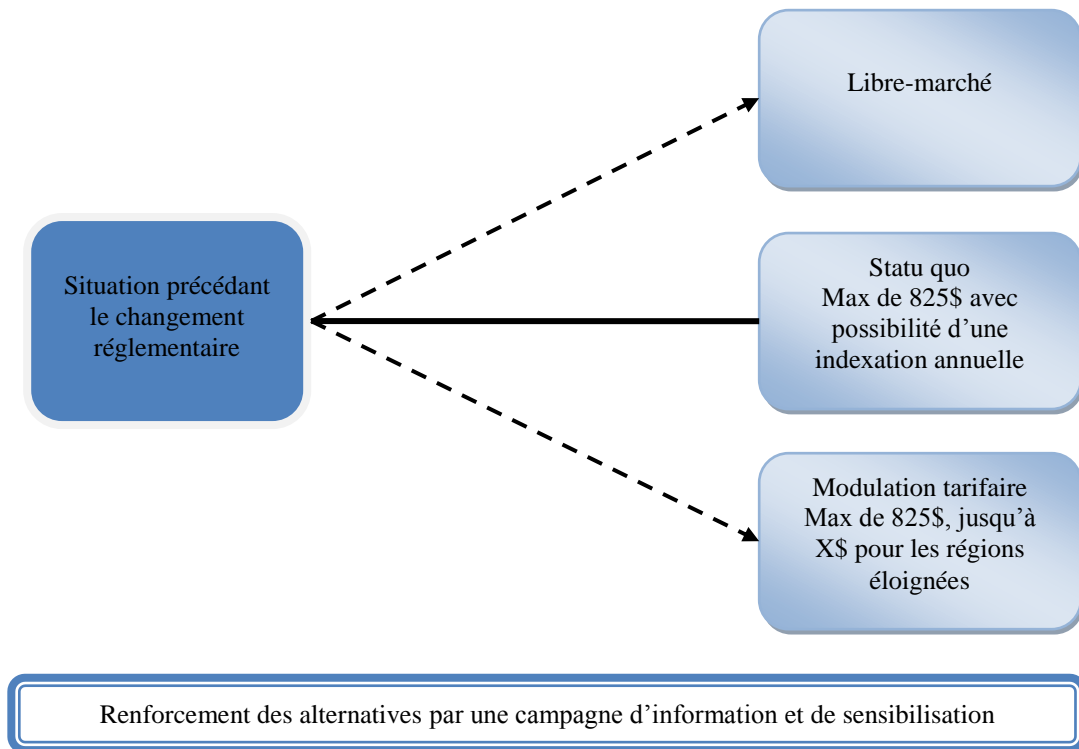 Libre-marché
Situation précédant
le changement
réglementaire
Statu quo
Max de 825$ avec
possibilité d’une
indexation annuelle
Modulation tarifaire
Max de 825$, jusqu’à
X$ pour les régions
éloignées
Renforcement des alternatives par une campagne d’information et de sensibilisation